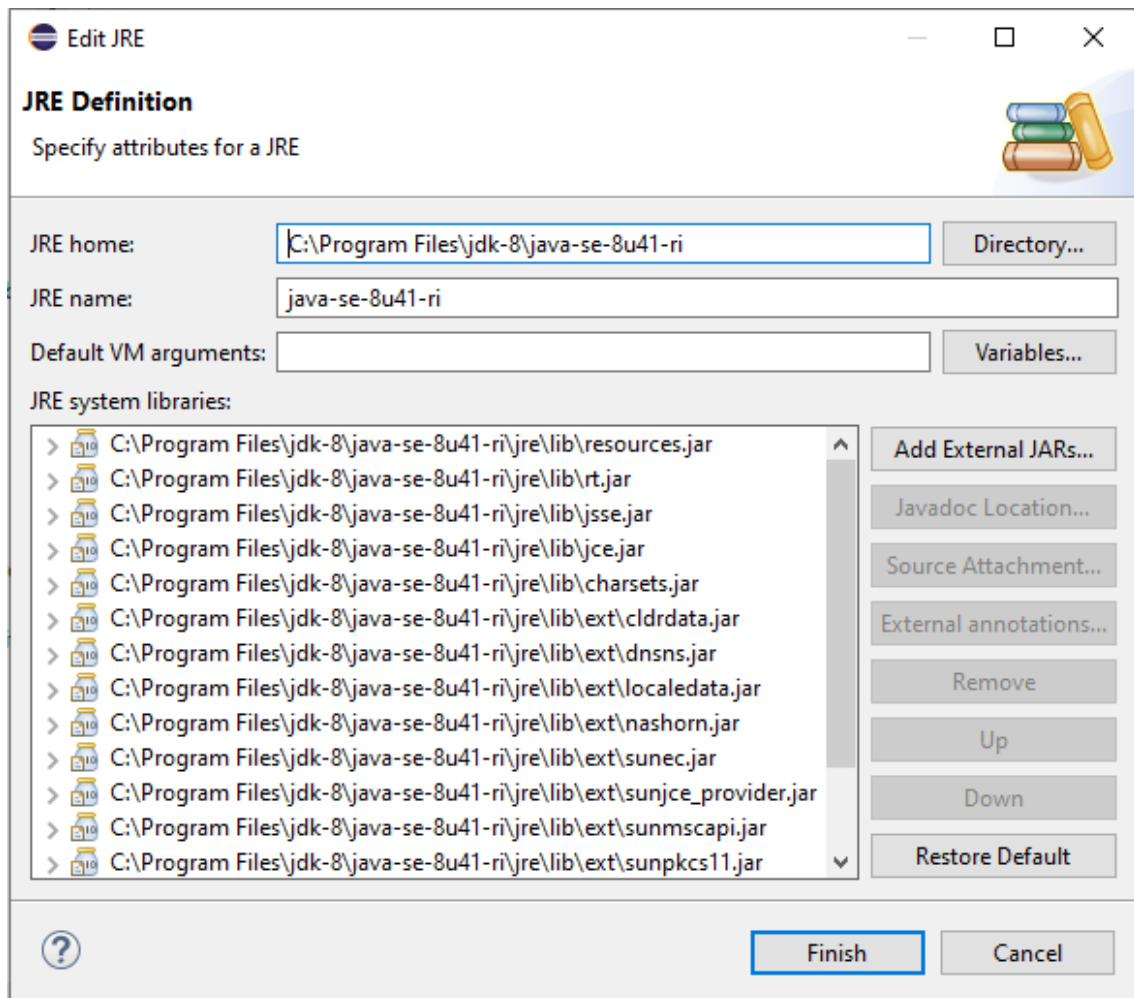 Edit JRE
JRE Definition
Specify attributes for a JRE
JRE home:
C:\Program Files\jdk-8\java-se-8u41-ri
Directory...
JRE name:
java-se-8u41-ri
Default VM arguments:
Variables...
JRE system libraries:
C:\Program Files\jdk-8\java-se-8u41-ri\jre\lib\resources.jar
C:\Program Files\jdk-8\java-se-8u41-ri\jre\lib\rt.jar
C:\Program Files\jdk-8\java-se-8u41-ri\jre\lib\jsse.jar
C:\Program Files\jdk-8\java-se-8u41-ri\jre\lib\jce.jar
C:\Program Files\jdk-8\java-se-8u41-ri\jre\lib\charsets.jar
C:\Program Files\jdk-8\java-se-8u41-ri\jre\lib\ext\cldrdata.jar
C:\Program Files\jdk-8\java-se-8u41-ri\jre\lib\ext\dnsns.jar
C:\Program Files\jdk-8\java-se-8u41-ri\jre\lib\ext\localedata.jar
C:\Program Files\jdk-8\java-se-8u41-ri\jre\lib\ext\nashorn.jar
C:\Program Files\jdk-8\java-se-8u41-ri\jre\lib\ext\sunec.jar
C:\Program Files\jdk-8\java-se-8u41-ri\jre\lib\ext\sunjce_provider.jar
C:\Program Files\jdk-8\java-se-8u41-ri\jre\lib\ext\sunmscapi.jar
C:\Program Files\jdk-8\java-se-8u41-ri\jre\lib\ext\sunpkcs11.jar
Add External JARs...
Javadoc Location...
Source Attachment...
External annotations...
Remove
Up
Down
Restore Default
Finish
Cancel